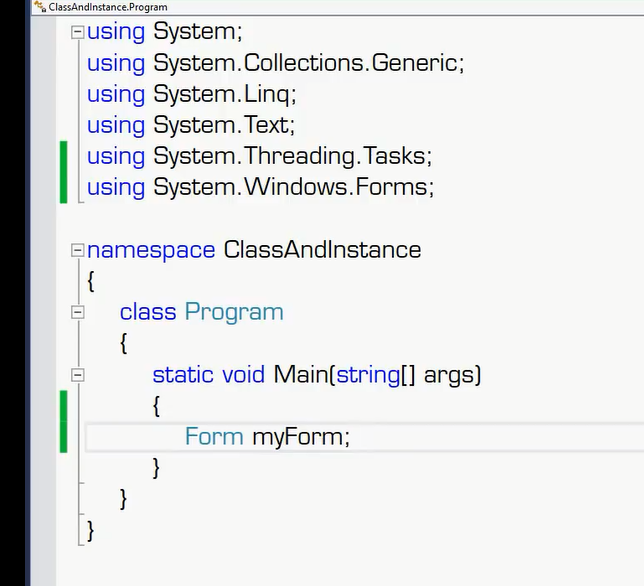 ClassAndInstance.Program
using System;
using System.Collections.Generic;
using System.Linq;
using System.Text;
using System.Threading.Tasks;
using System.Windows.Forms;
namespace ClassAndInstance
{
class Program
{
static void Main(string[] args)
{
Form myForm;
}
}
}